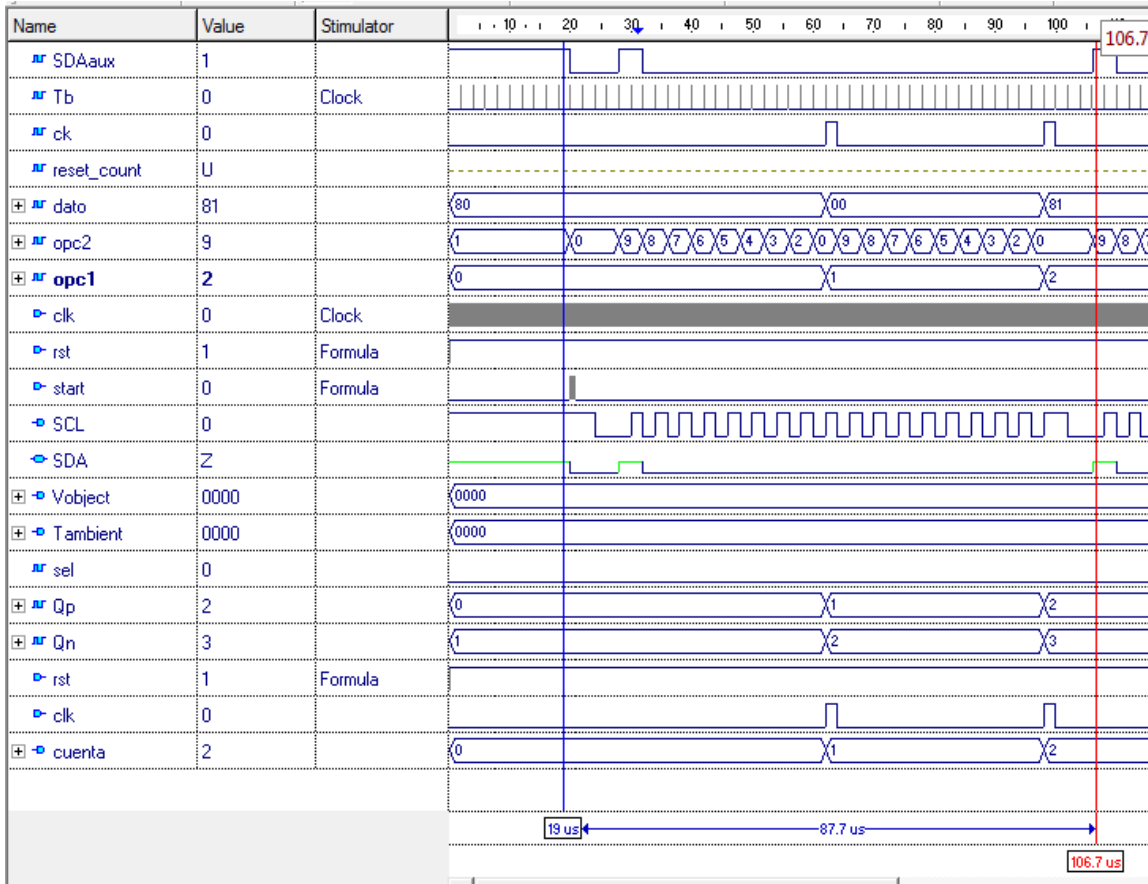 Name Value Stimulator 10 20 30 40 50 60 70 80 90 100
106.7
SDAaux 1
Tb 0 Clock
ck 0
reset_count U
dato 81 80 00 81
opc2 9 1 0 9 8 7 6 5 4 3 2 0 9 8 7 6 5 4 3 2 0 9 8
opc1 2 0 1 2
clk 0 Clock
rst 1 Formula
start 0 Formula
SCL 0
SDA Z
Vobject 0000 0000
Tambient 0000 0000
sel 0
Qp 2 0 1 2
Qn 3 1 2 3
rst 1 Formula
clk 0
cuenta 2 0 1 2
19 us 87.7 us
106.7 us